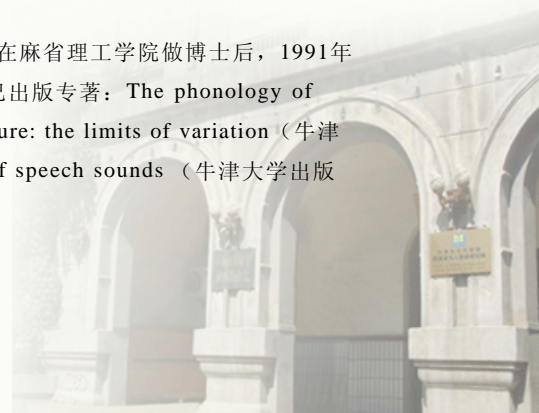 在麻省理工学院做博士后，1991年
已出版专著：The phonology of
ure: the limits of variation（牛津
f speech sounds （牛津大学出版